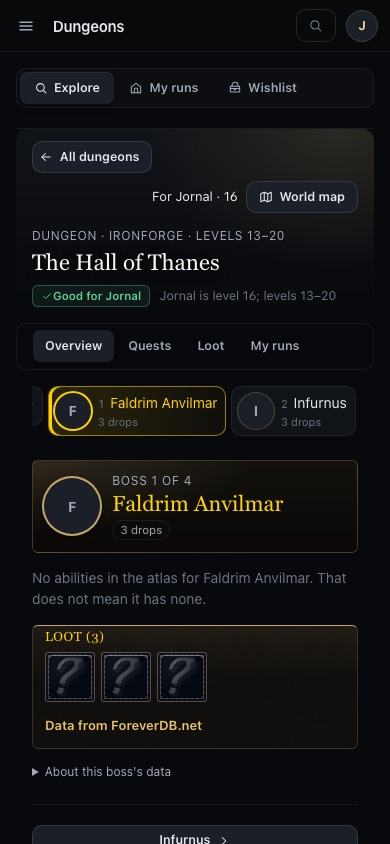 Dungeons
J
Explore
My runs
Wishlist
← All dungeons
For Jornal · 16
World map
DUNGEON · IRONFORGE · LEVELS 13–20
The Hall of Thanes
✓ Good for Jornal
Jornal is level 16; levels 13–20
Overview
Quests
Loot
My runs
F
1 Faldrim Anvilmar
3 drops
I
2 Infurnus
3 drops
F
BOSS 1 OF 4
Faldrim Anvilmar
3 drops
No abilities in the atlas for Faldrim Anvilmar. That
does not mean it has none.
LOOT (3)
? ? ?
Data from ForeverDB.net
▶ About this boss's data
Infurnus >